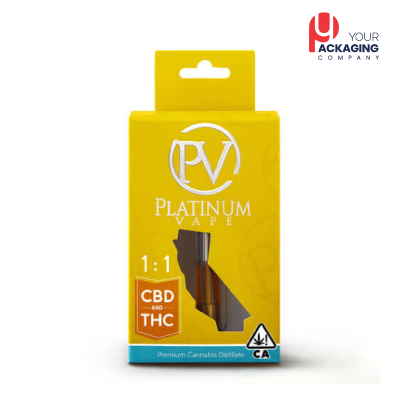 YOUR
PACKAGING
COMPANY
PV
PLATINUM
VAPE
1:1
CBD
AND
THC
CA
Premium Cannabis Distillate